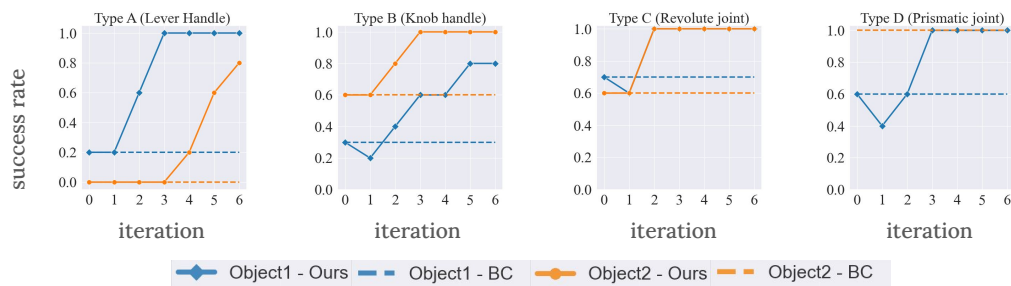 Type A (Lever Handle)
1.0
0.8
0.6
0.4
0.2
0.0
0 1 2 3 4 5 6
iteration
Type B (Knob handle)
1.0
0.8
0.6
0.4
0.2
0.0
0 1 2 3 4 5 6
iteration
Type C (Revolute joint)
1.0
0.8
0.6
0.4
0.2
0.0
0 1 2 3 4 5 6
iteration
Type D (Prismatic joint)
1.0
0.8
0.6
0.4
0.2
0.0
0 1 2 3 4 5 6
iteration
success rate
Object1 - Ours Object1 - BC Object2 - Ours Object2 - BC